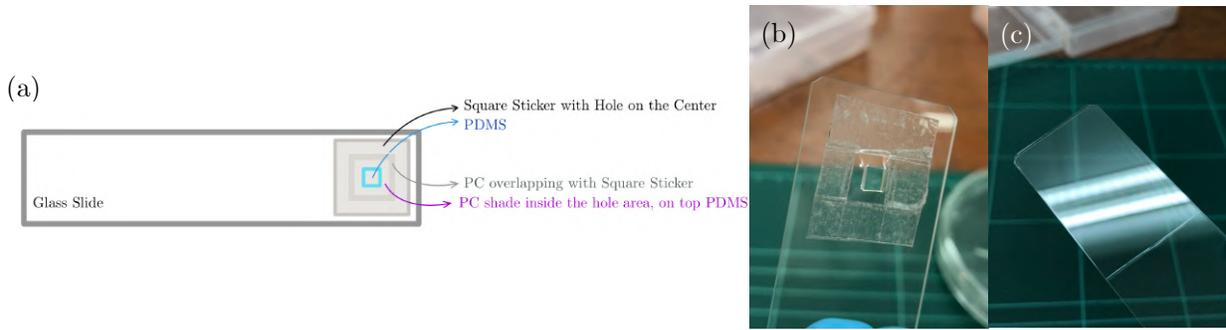 (a)
Square Sticker with Hole on the Center
PDMS
PC overlapping with Square Sticker
PC shade inside the hole area, on top PDMS
Glass Slide
(b)
(c)